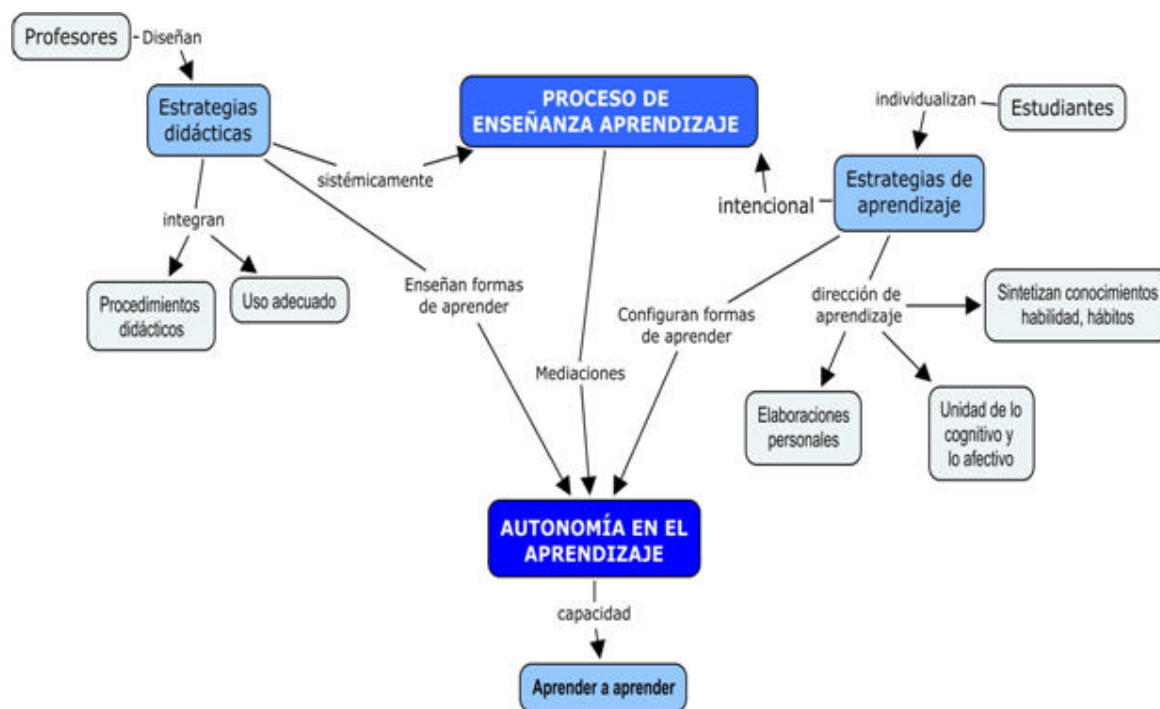 Profesores
Diseñan
Estrategias
didácticas
PROCESO DE
ENSEÑANZA APRENDIZAJE
individualizan
Estudiantes
sistémicamente
intencional
Estrategias de
aprendizaje
integran
Procedimientos
didácticos
Uso adecuado
Enseñan formas
de aprender
Mediaciones
Configuran formas
de aprender
dirección de
aprendizaje
Sintetizan conocimientos
habilidad, hábitos
Elaboraciones
personales
Unidad de lo
cognitivo y
lo afectivo
AUTONOMÍA EN EL
APRENDIZAJE
capacidad
Aprender a aprender